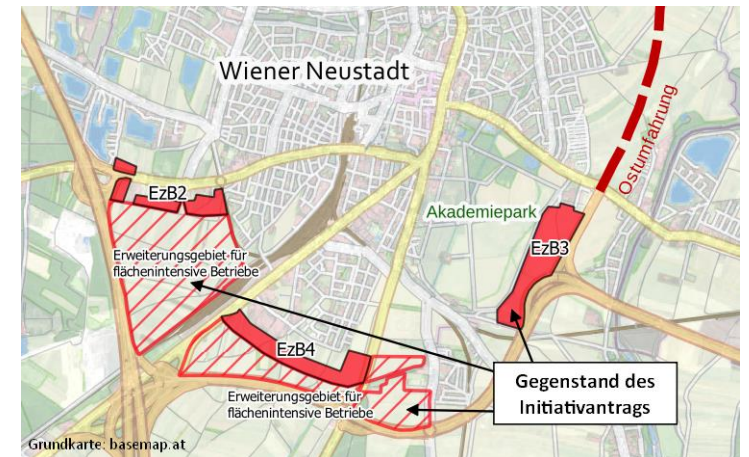 Wiener Neustadt
Ostumfahrung
EzB2
Akademiepark
EzB3
Erweiterungsgebiet für
flächenintensive Betriebe
EzB4
Gegenstand des
Initiativantrags
Erweiterungsgebiet für
flächenintensive Betriebe
Grundkarte: basemap.at